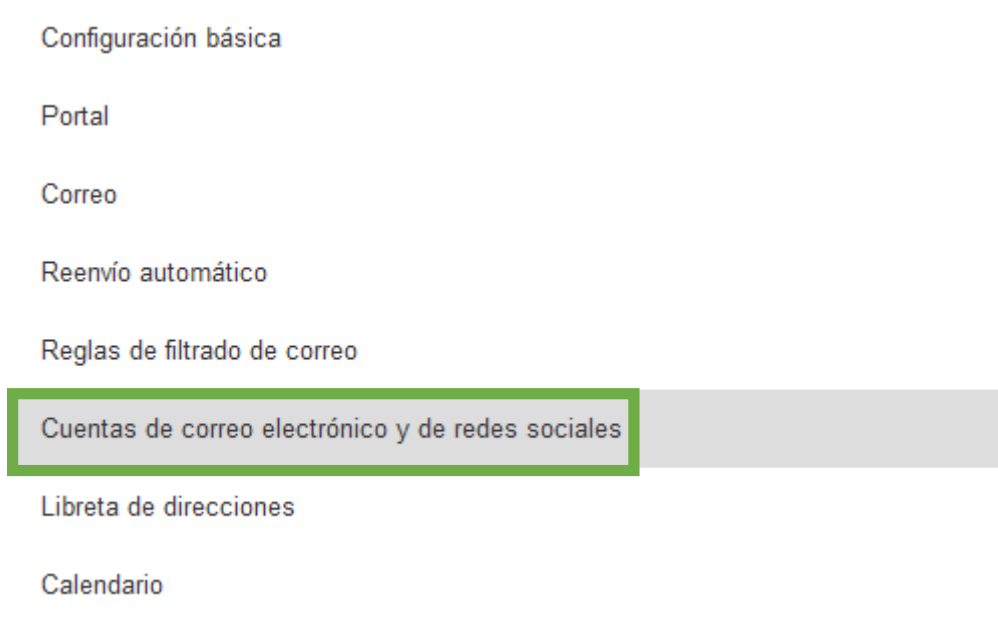 Configuración básica
Portal
Correo
Reenvío automático
Reglas de filtrado de correo
Cuentas de correo electrónico y de redes sociales
Libreta de direcciones
Calendario